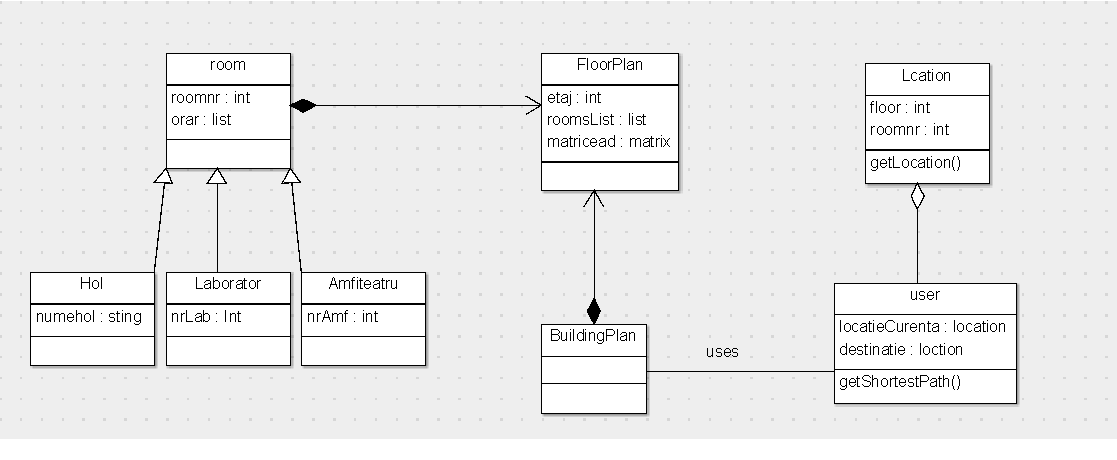 room
roomnr : int
orar : list
FloorPlan
etaj : int
roomsList : list
matricead : matrix
Lcation
floor : int
roomnr : int
getLocation()
Hol
numehol : sting
Laborator
nrLab : Int
Amfiteatru
nrAmf : int
BuildingPlan
uses
user
locatieCurenta : location
destinatie : loction
getShortestPath()